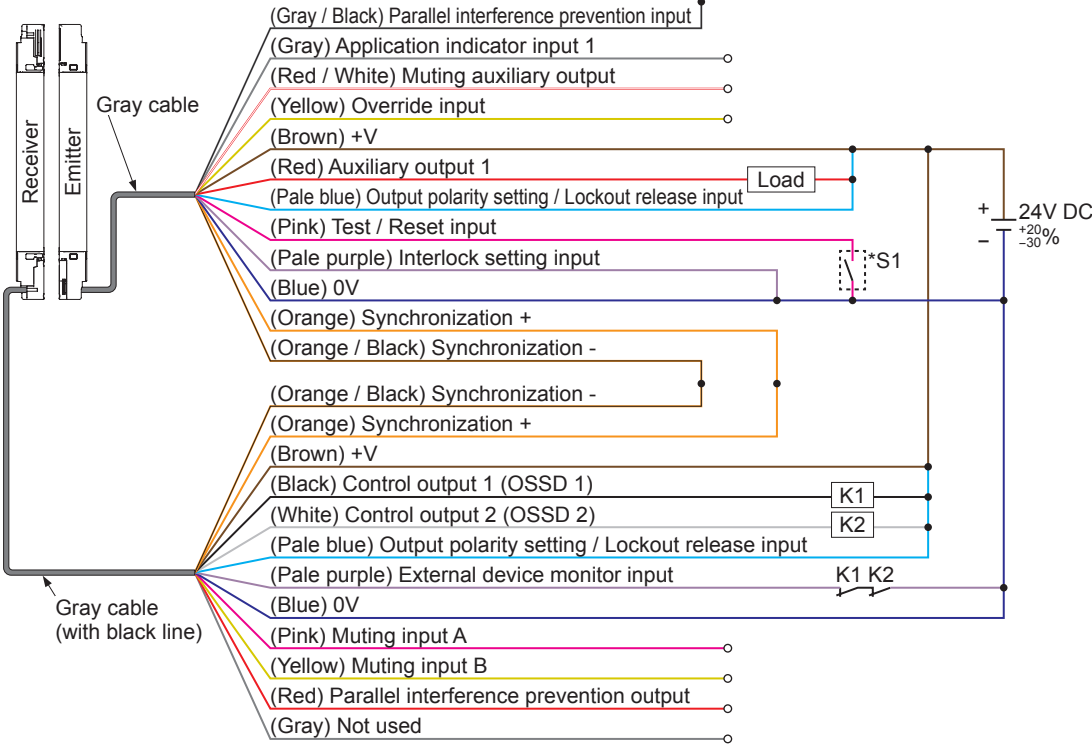 (Gray / Black) Parallel interference prevention input
(Gray) Application indicator input 1
(Red / White) Muting auxiliary output
(Yellow) Override input
(Brown) +V
(Red) Auxiliary output 1
Load
(Pale blue) Output polarity setting / Lockout release input
(Pink) Test / Reset input
(Pale purple) Interlock setting input
*S1
(Blue) 0V
(Orange) Synchronization +
(Orange / Black) Synchronization -
+
24V DC
+20
–30 %
–
Receiver
Emitter
Gray cable
(Orange / Black) Synchronization -
(Orange) Synchronization +
(Brown) +V
(Black) Control output 1 (OSSD 1)
K1
(White) Control output 2 (OSSD 2)
K2
(Pale blue) Output polarity setting / Lockout release input
(Pale purple) External device monitor input
K1 K2
(Blue) 0V
(Pink) Muting input A
(Yellow) Muting input B
(Red) Parallel interference prevention output
(Gray) Not used
Gray cable
(with black line)